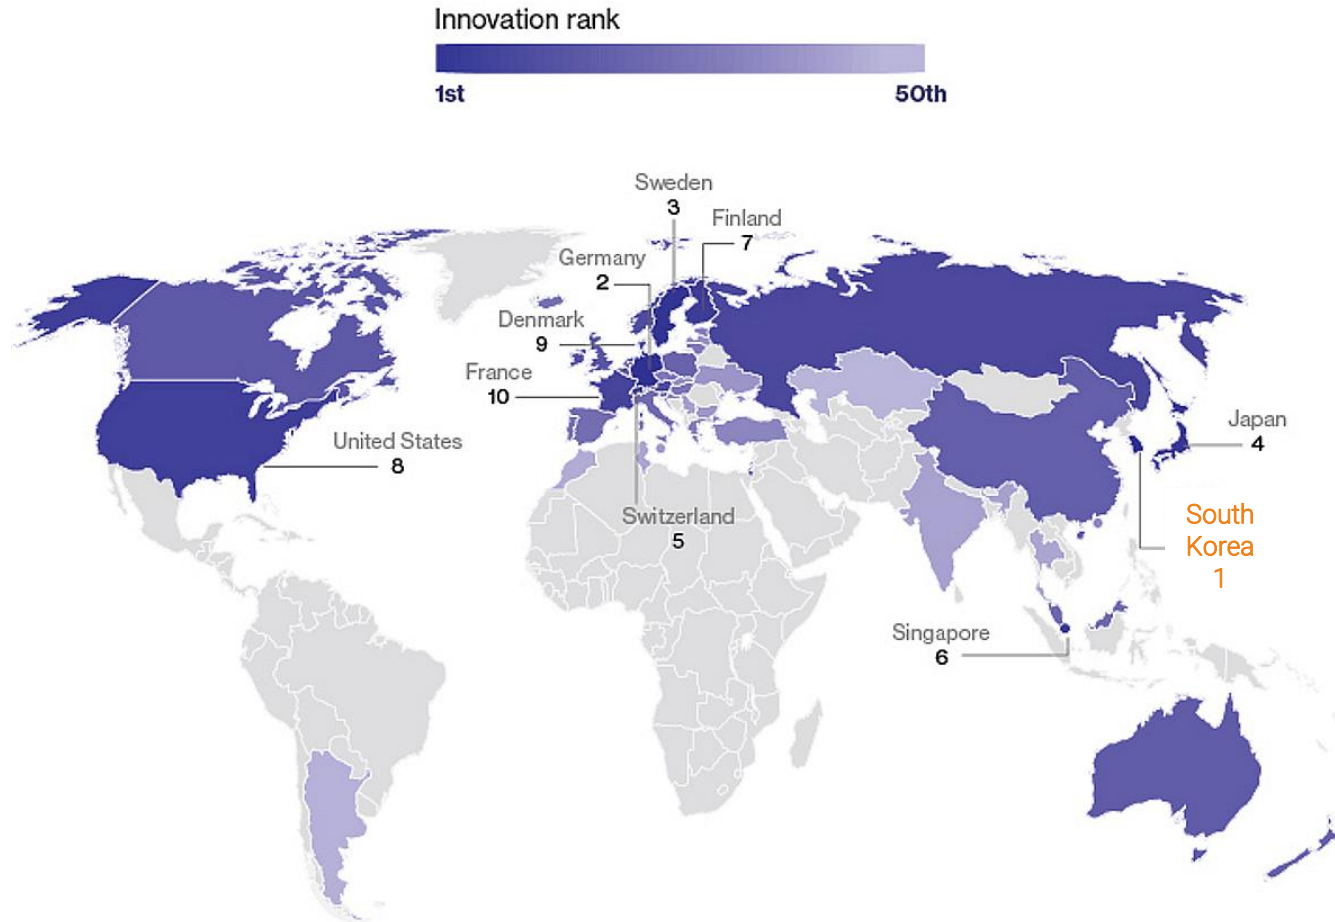 Innovation rank
1st 50th
Sweden
3
Finland
7
Germany
2
Denmark
9
France
10
United States
8
Japan
4
Switzerland
5
South
Korea
1
Singapore
6